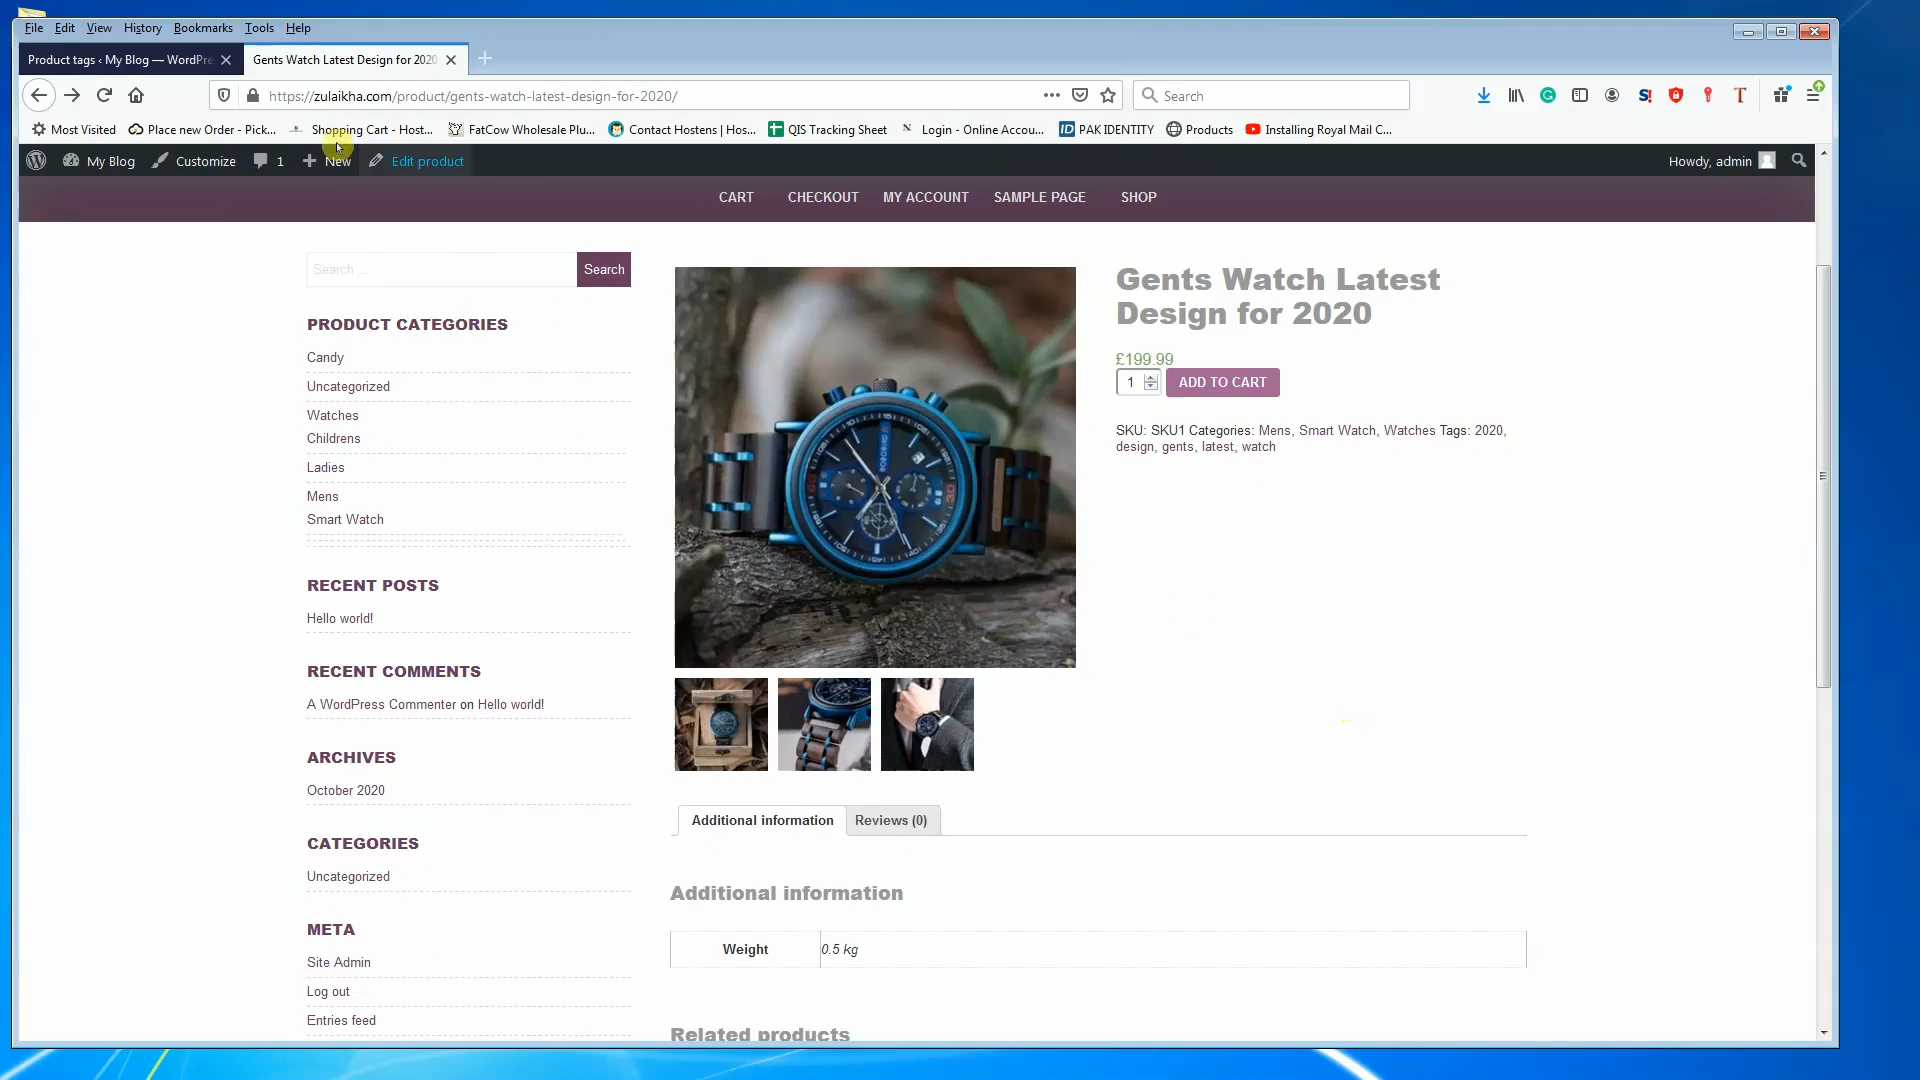 File Edit View History Bookmarks Tools Help
Product tags ‹ My Blog — WordPre
Gents Watch Latest Design for 2020
https://zulaikha.com/product/gents-watch-latest-design-for-2020/
Search
Most Visited
Place new Order - Pick...
Shopping Cart - Host...
FatCow Wholesale Plu...
Contact Hostens | Hos...
QIS Tracking Sheet
Login - Online Accou...
PAK IDENTITY
Products
Installing Royal Mail C...
My Blog
Customize
1
New
Edit product
Howdy, admin
CART CHECKOUT MY ACCOUNT SAMPLE PAGE SHOP
Search …
Search
PRODUCT CATEGORIES
Candy
Uncategorized
Watches
Childrens
Ladies
Mens
Smart Watch
RECENT POSTS
Hello world!
RECENT COMMENTS
A WordPress Commenter on Hello world!
ARCHIVES
October 2020
CATEGORIES
Uncategorized
META
Site Admin
Log out
Entries feed
Gents Watch Latest
Design for 2020
£199.99
1
ADD TO CART
SKU: SKU1 Categories: Mens, Smart Watch, Watches Tags: 2020,
design, gents, latest, watch
Additional information
Reviews (0)
Additional information
Weight
0.5 kg
Related products